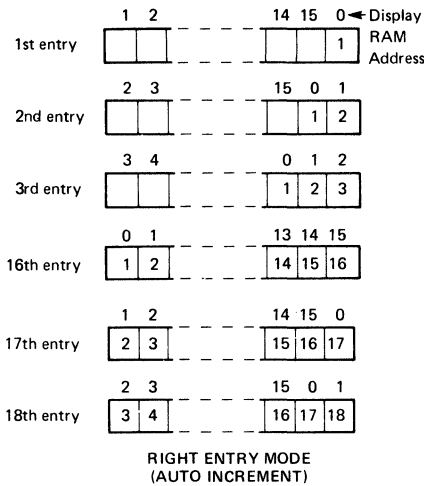 1 2 14 15 0 ← Display
RAM
1st entry 1 Address
2 3 15 0 1
2nd entry 1 2
3 4 0 1 2
3rd entry 1 2 3
0 1 13 14 15
16th entry 1 2 14 15 16
1 2 14 15 0
17th entry 2 3 15 16 17
2 3 15 0 1
18th entry 3 4 16 17 18
RIGHT ENTRY MODE
(AUTO INCREMENT)